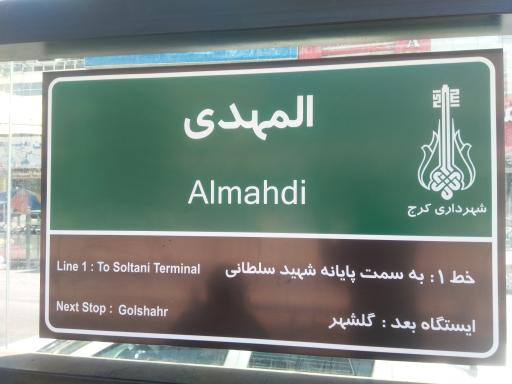 المهدی
Almahdi
شهرداری کرج
خط ۱: به سمت پایانه شهید سلطانی
Line 1 : To Soltani Terminal
ایستگاه بعد : گلشهر
Next Stop : Golshahr